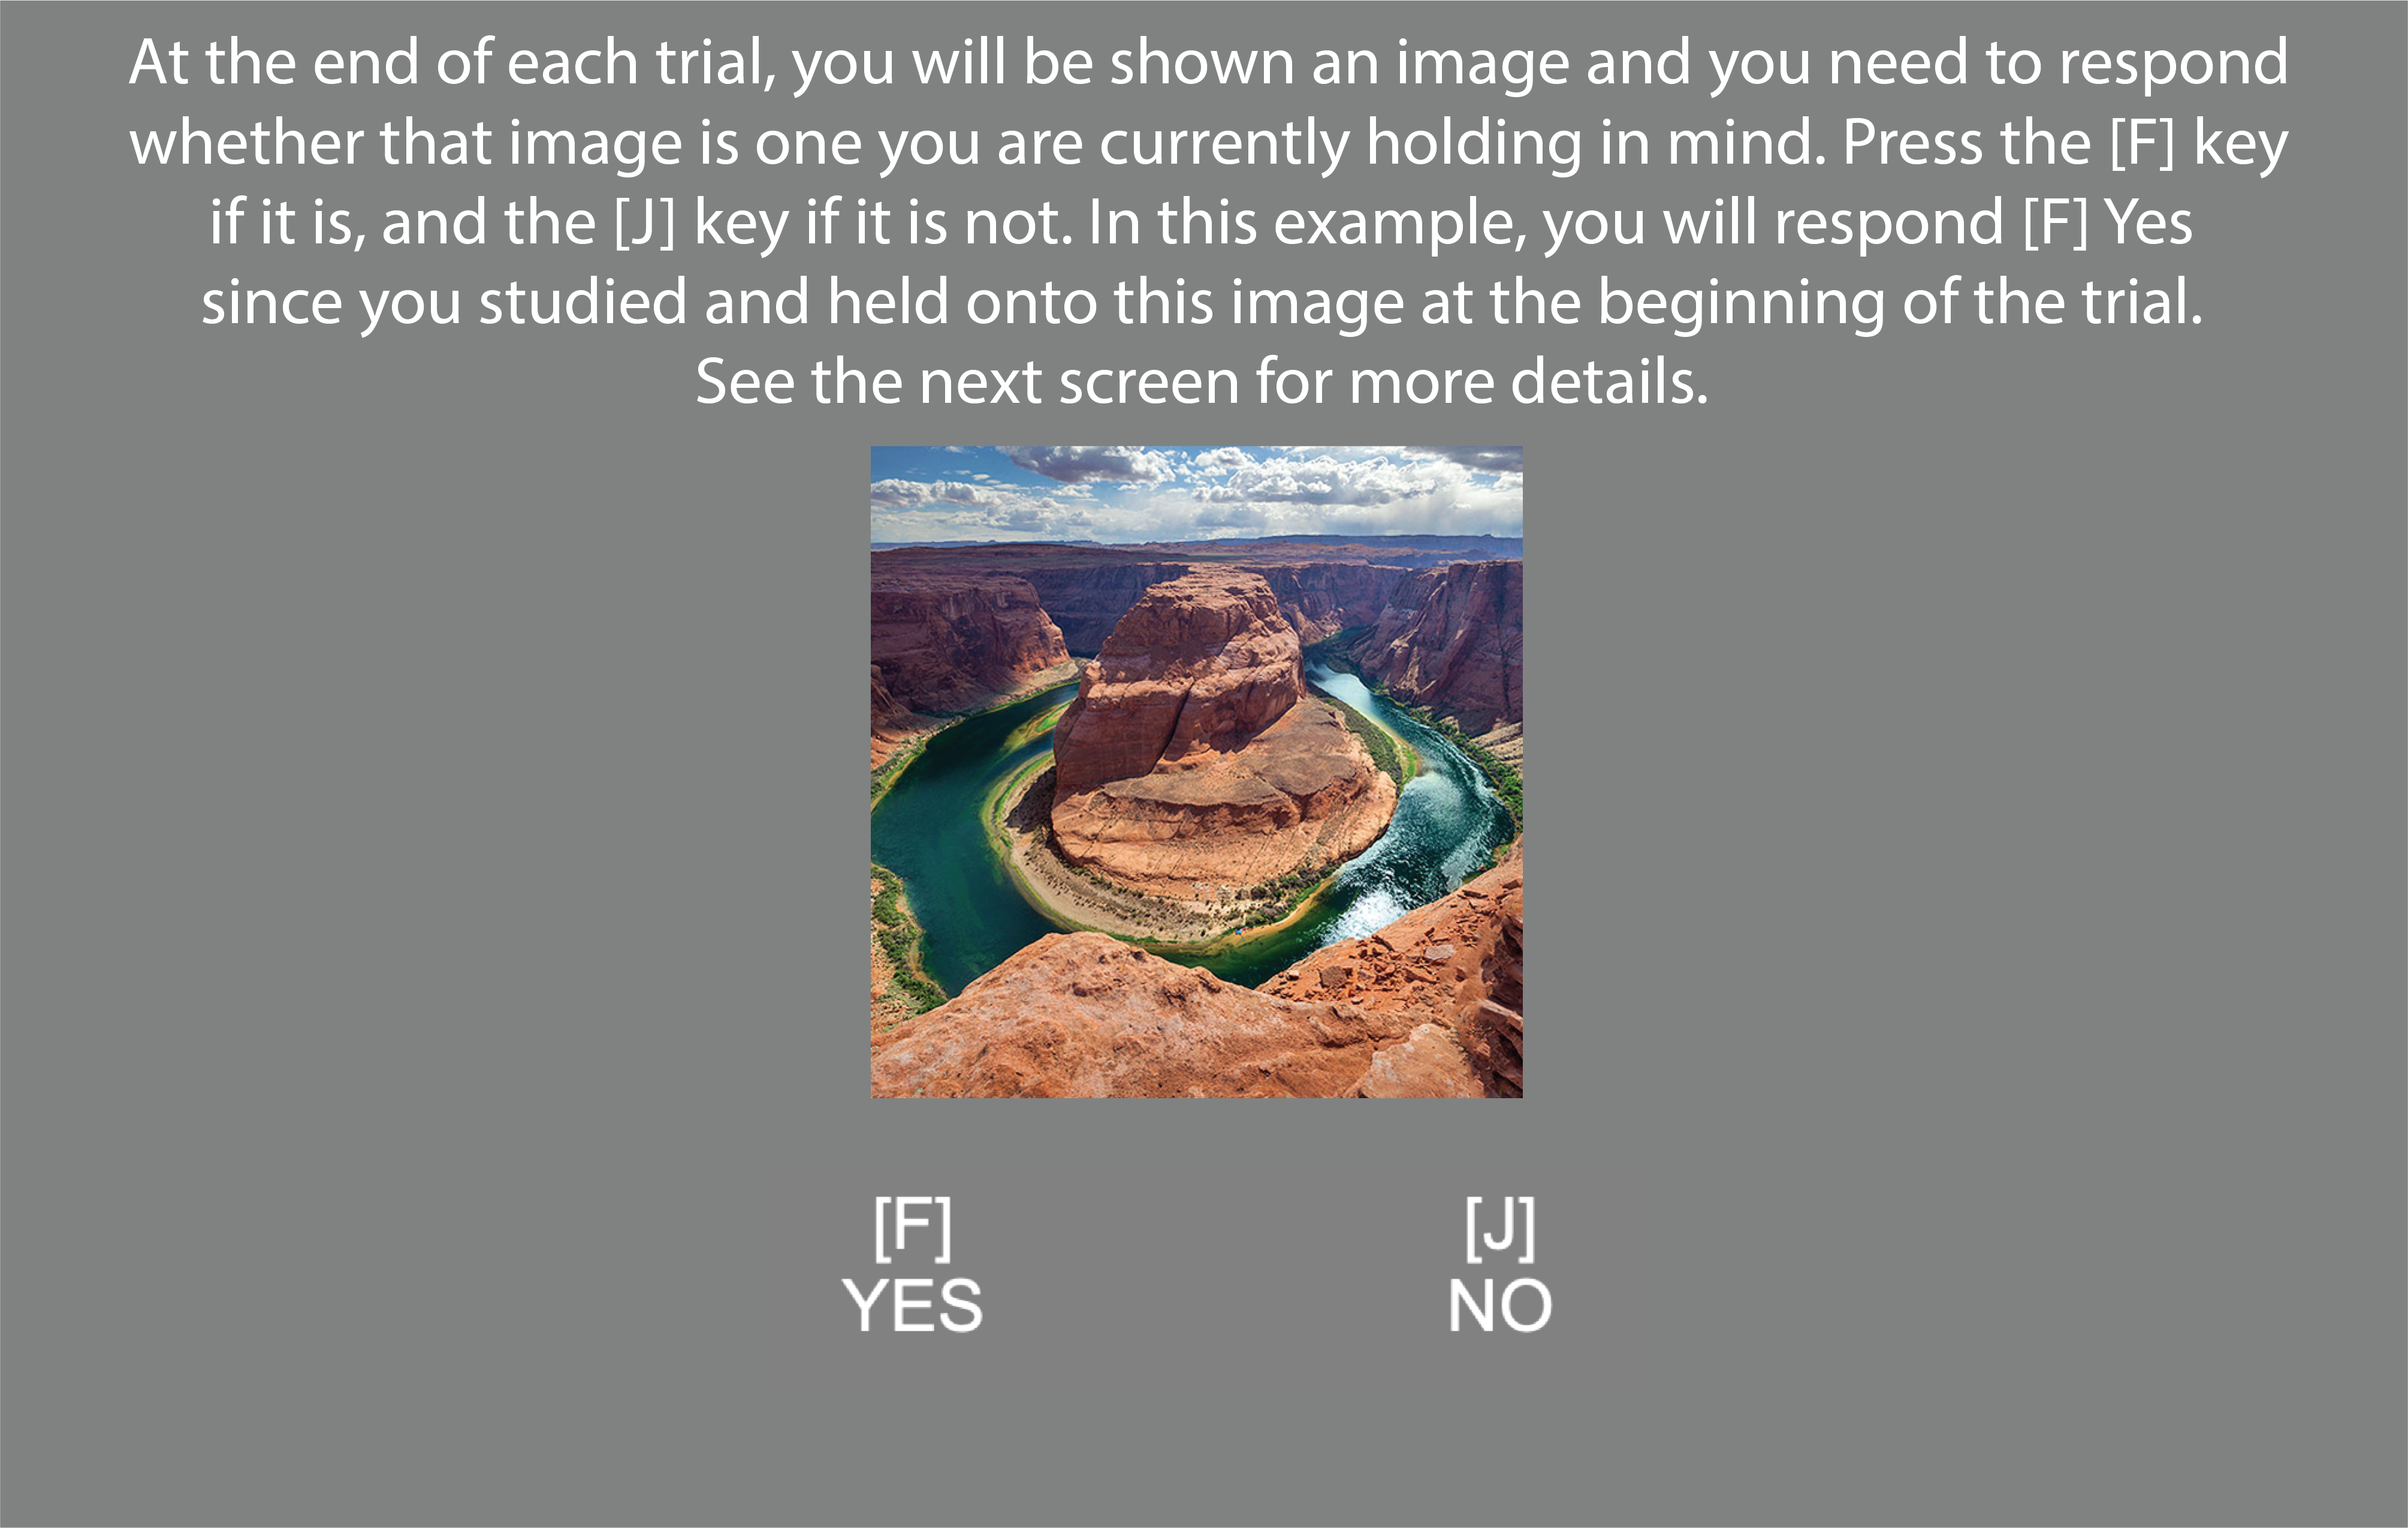 At the end of each trial, you will be shown an image and you need to respond
whether that image is one you are currently holding in mind. Press the [F] key
if it is, and the [J] key if it is not. In this example, you will respond [F] Yes
since you studied and held onto this image at the beginning of the trial.
See the next screen for more details.
[F]
YES
[J]
NO